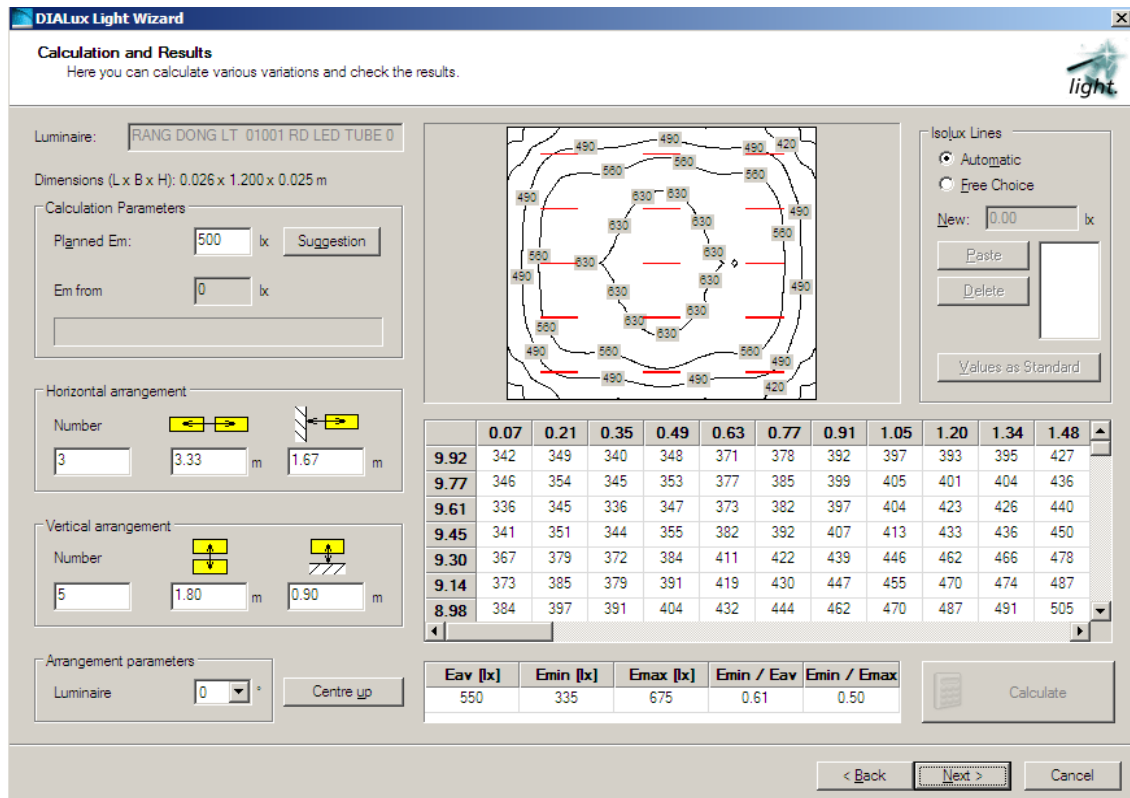 DIALux Light Wizard
Calculation and Results
Here you can calculate various variations and check the results.
light.
Luminaire: RANG DONG LT 01001 RD LED TUBE 0
Dimensions (L x B x H): 0.026 x 1.200 x 0.025 m
Calculation Parameters
Planned Em: 500 lx Suggestion
Em from 0 lx
Horizontal arrangement
Number
3 3.33 m 1.67 m
Vertical arrangement
Number
5 1.80 m 0.90 m
Arrangement parameters
Luminaire 0 ° Centre up
490 490 490 420
560 560 560
490 630 630 490
630 630 560
560 630 630
490 630 630 490
630 630
560 630 630
490 560 560 490
490 490 420
Isolux Lines
Automatic
Free Choice
New: 0.00 lx
Paste
Delete
Values as Standard
0.07 0.21 0.35 0.49 0.63 0.77 0.91 1.05 1.20 1.34 1.48
9.92 342 349 340 348 371 378 392 397 393 395 427
9.77 346 354 345 353 377 385 399 405 401 404 436
9.61 336 345 336 347 373 382 397 404 423 426 440
9.45 341 351 344 355 382 392 407 413 433 436 450
9.30 367 379 372 384 411 422 439 446 462 466 478
9.14 373 385 379 391 419 430 447 455 470 474 487
8.98 384 397 391 404 432 444 462 470 487 491 505
Eav [lx] Emin [lx] Emax [lx] Emin / Eav Emin / Emax
550 335 675 0.61 0.50
Calculate
< Back Next > Cancel